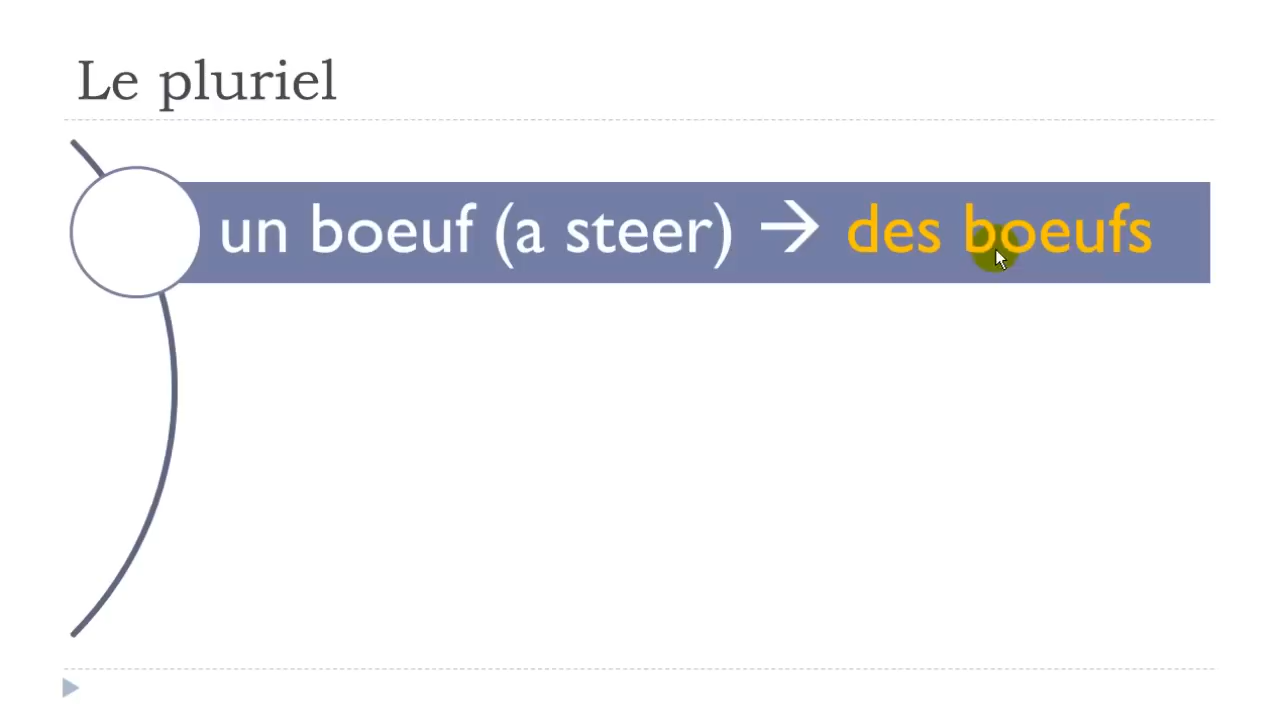 Le pluriel
un boeuf (a steer) → des boeufs